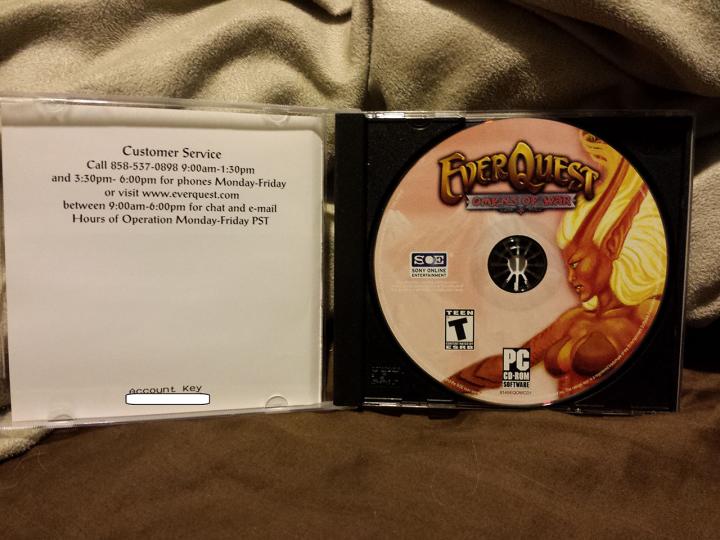 Customer Service
Call 858-537-0898 9:00am-1:30pm
and 3:30pm- 6:00pm for phones Monday-Friday
or visit www.everquest.com
between 9:00am-6:00pm for chat and e-mail
Hours of Operation Monday-Friday PST
Account Key
EVERQUEST
OMENS OF WAR
SOE
SONY ONLINE
ENTERTAINMENT
TEEN
T
ESRB
PC
CD-ROM
SOFTWARE